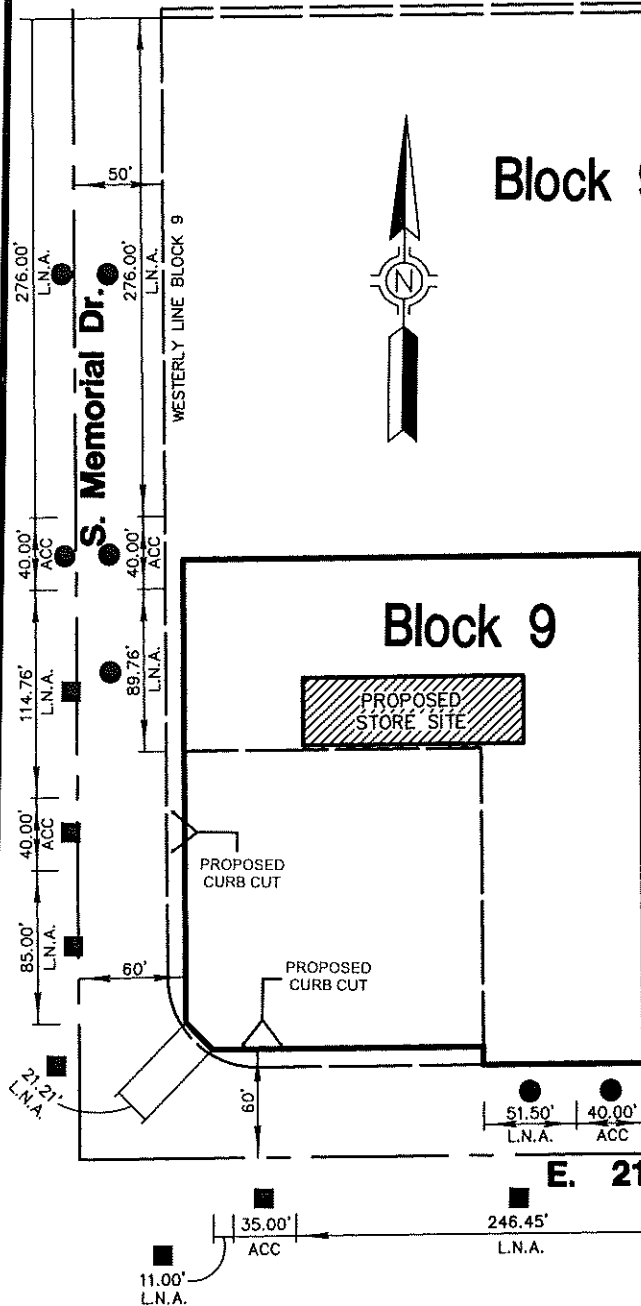 Block 9
50'
276.00'
L.N.A.
S. Memorial Dr.
276.00'
L.N.A.
WESTERLY LINE BLOCK 9
N
40.00'
ACC
40.00'
ACC
Block 9
114.76'
L.N.A.
89.76'
L.N.A.
PROPOSED
STORE SITE
40.00'
ACC
PROPOSED
CURB CUT
85.00'
L.N.A.
60'
PROPOSED
CURB CUT
21.21'
L.N.A.
60'
51.50'
L.N.A.
40.00'
ACC
E. 21
35.00'
ACC
246.45'
L.N.A.
11.00'
L.N.A.